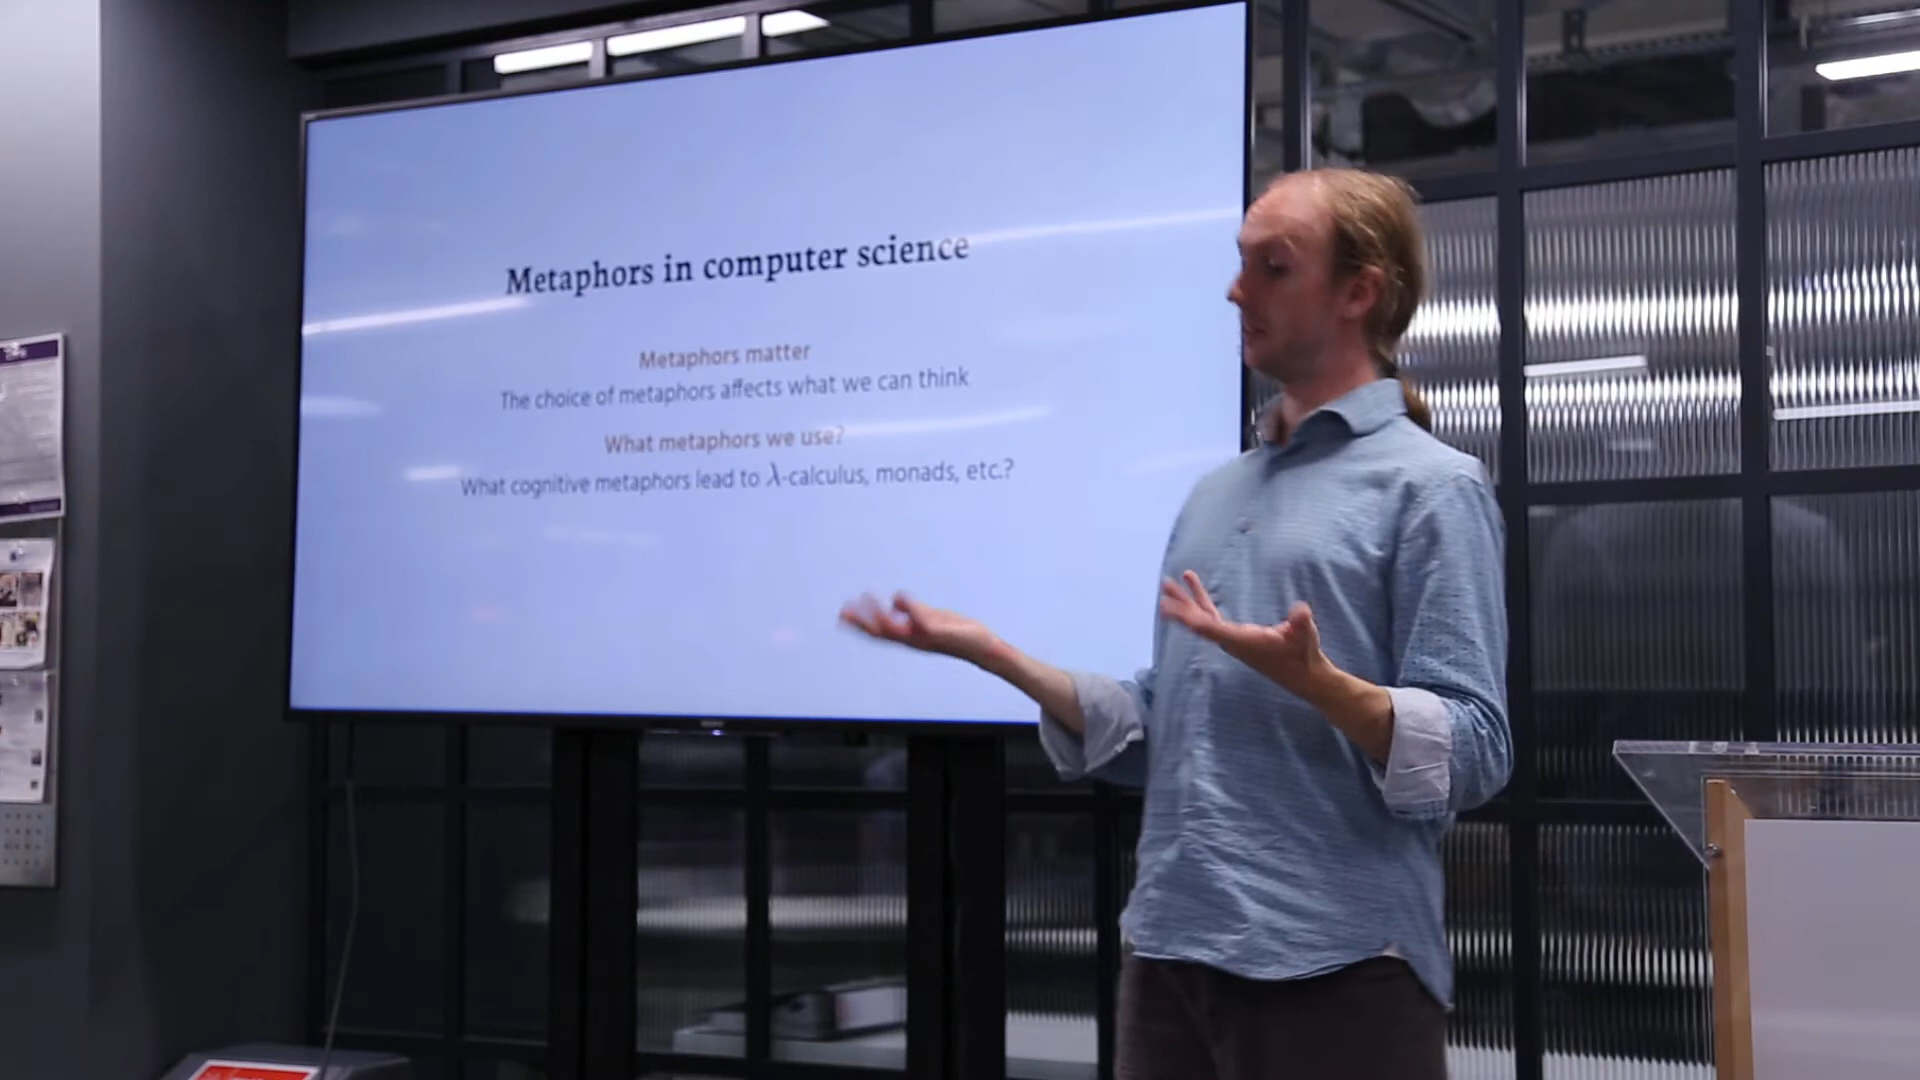 Metaphors in computer science
Metaphors matter
The choice of metaphors affects what we can think
What metaphors we use?
What cognitive metaphors lead to λ-calculus, monads, etc.?